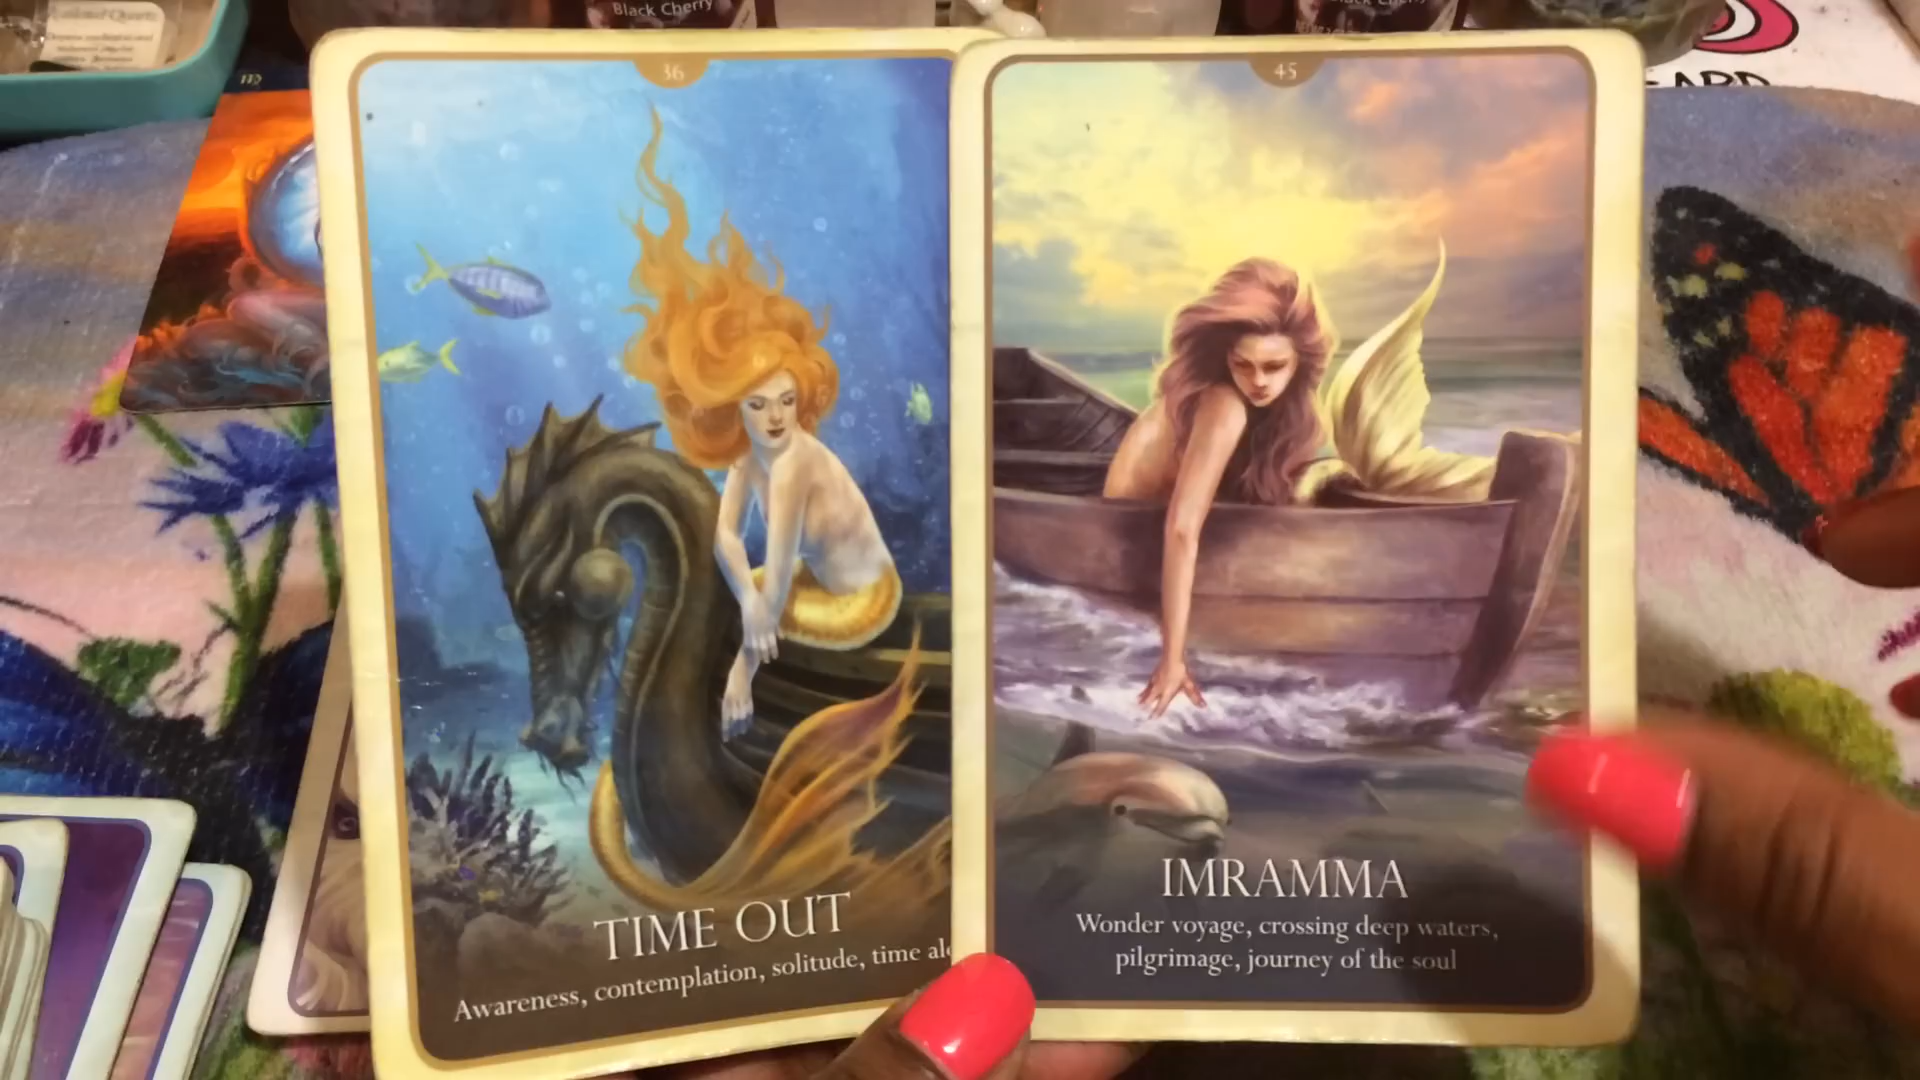 Black Cherry
36
TIME OUT
Awareness, contemplation, solitude, time
45
IMRAMMA
Wonder voyage, crossing deep waters,
pilgrimage, journey of the soul